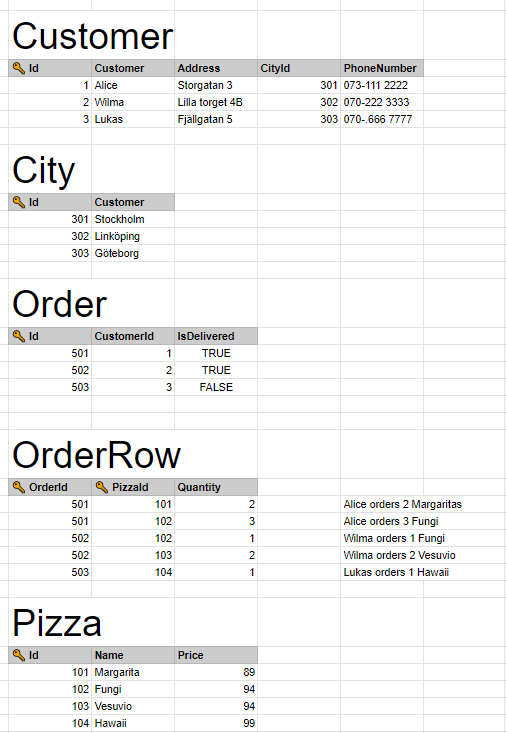 Customer
Id Customer Address CityId PhoneNumber
1 Alice Storgatan 3 301 073-111 2222
2 Wilma Lilla torget 4B 302 070-222 3333
3 Lukas Fjällgatan 5 303 070-.666 7777
City
Id Customer
301 Stockholm
302 Linköping
303 Göteborg
Order
Id CustomerId IsDelivered
501 1 TRUE
502 2 TRUE
503 3 FALSE
OrderRow
OrderId PizzaId Quantity
501 101 2 Alice orders 2 Margaritas
501 102 3 Alice orders 3 Fungi
502 102 1 Wilma orders 1 Fungi
502 103 2 Wilma orders 2 Vesuvio
503 104 1 Lukas orders 1 Hawaii
Pizza
Id Name Price
101 Margarita 89
102 Fungi 94
103 Vesuvio 94
104 Hawaii 99